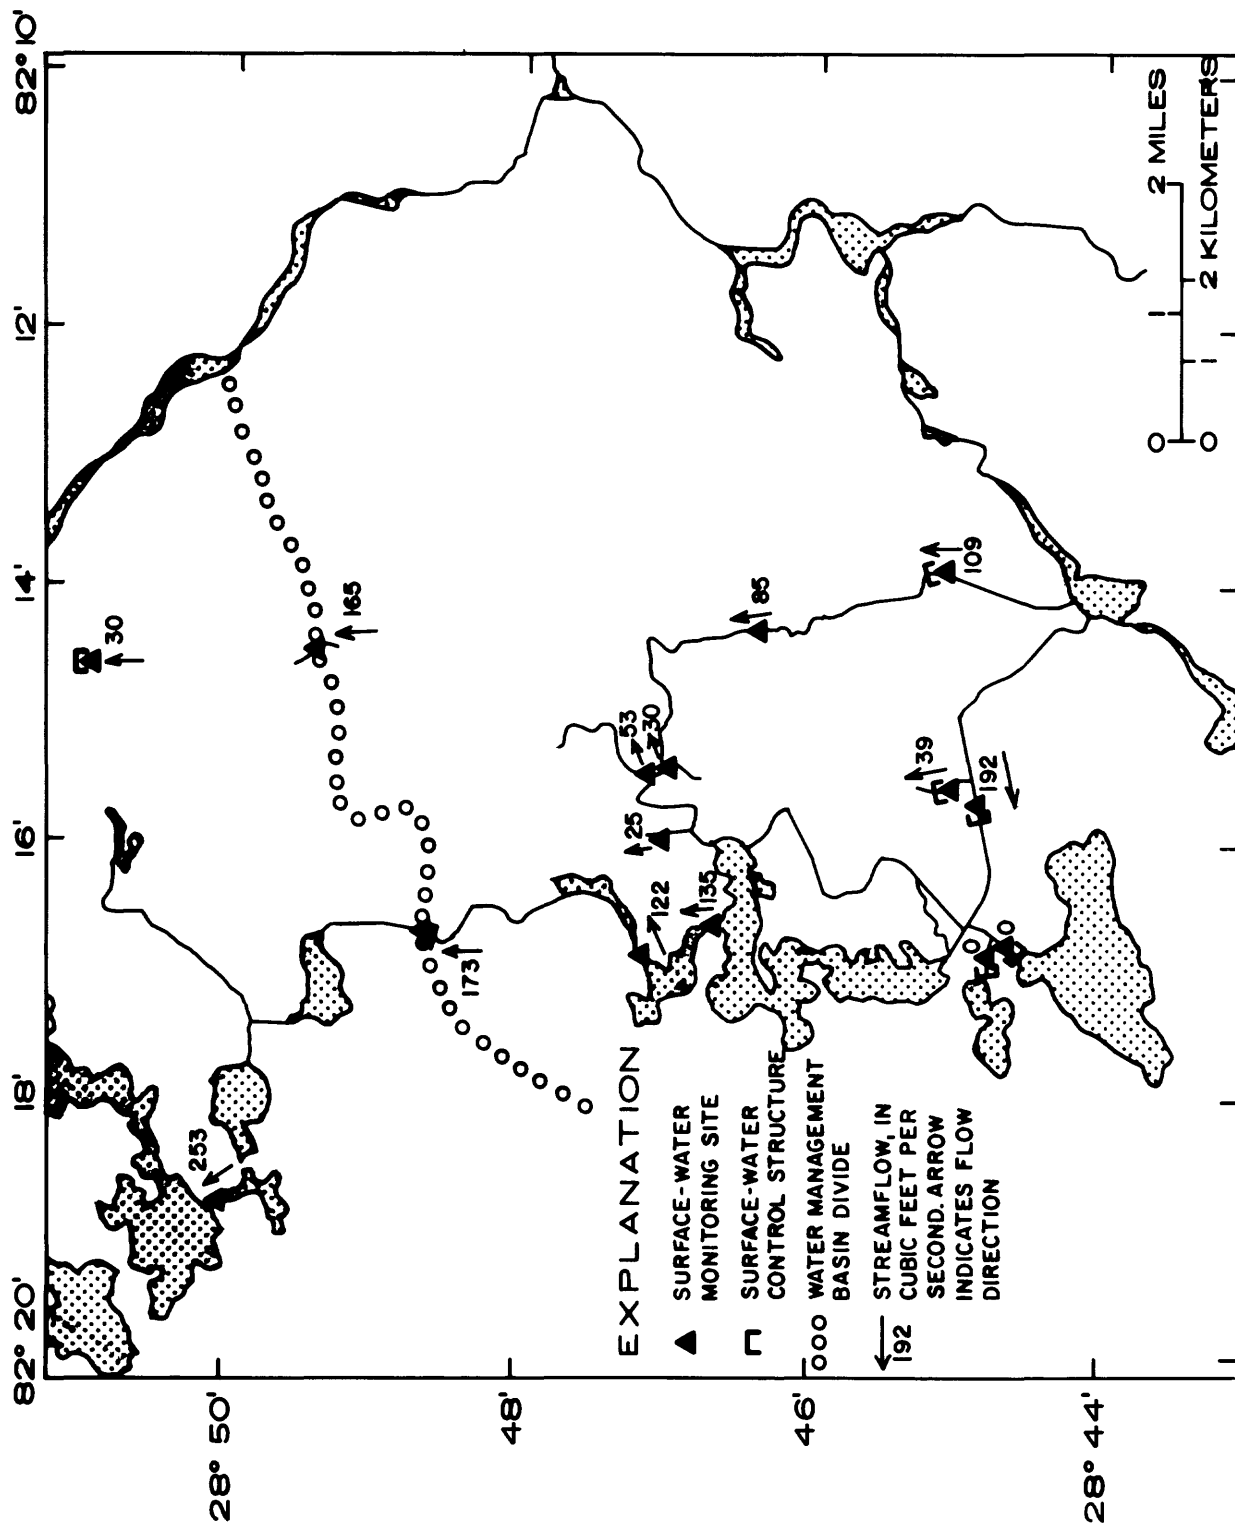 82° 20'
18'
16'
14'
12'
82° 10'
28° 50'
48'
46'
28° 44'
30
165
253
173
122
135
25
53
30
85
109
39
192
0
0
EXPLANATION
SURFACE-WATER
MONITORING SITE
SURFACE-WATER
CONTROL STRUCTURE
WATER MANAGEMENT
BASIN DIVIDE
192
STREAMFLOW, IN
CUBIC FEET PER
SECOND. ARROW
INDICATES FLOW
DIRECTION
0 1 2 MILES
0 1 2 KILOMETERS